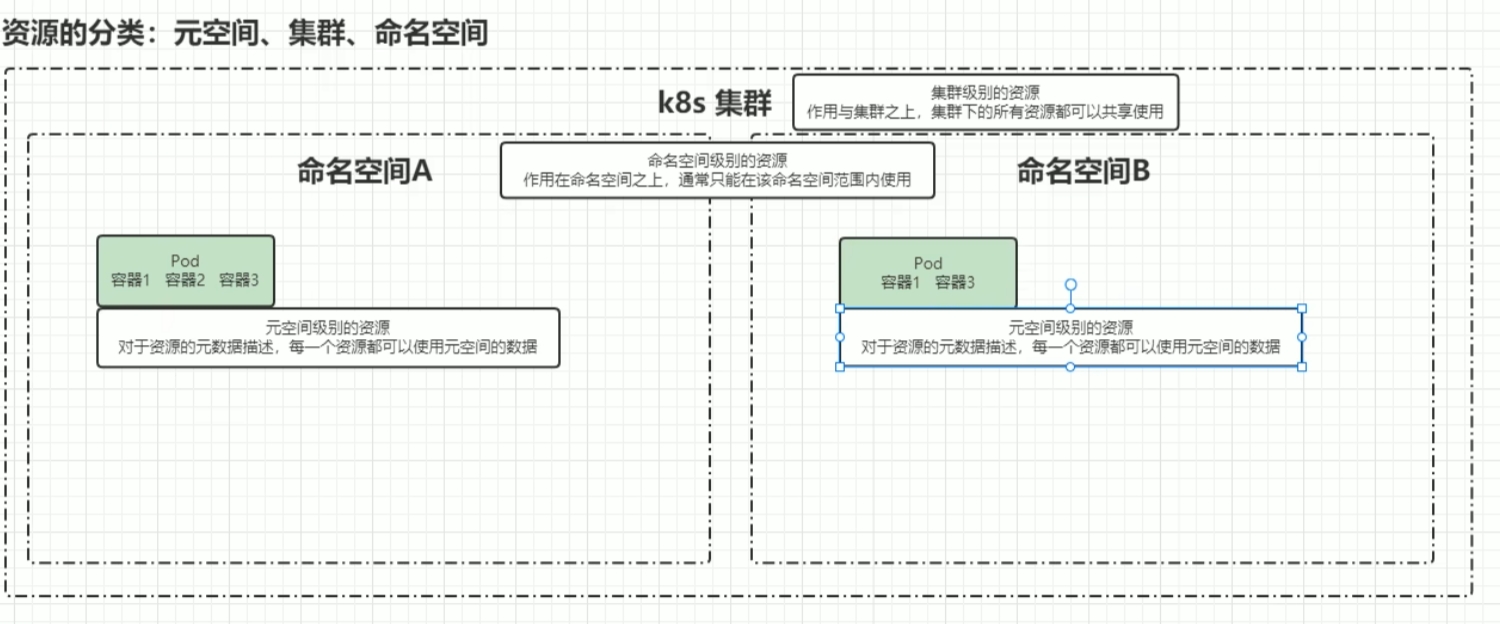 资源的分类：元空间、集群、命名空间
k8s 集群
集群级别的资源
作用与集群之上，集群下的所有资源都可以共享使用
命名空间A
命名空间级别的资源
作用在命名空间之上，通常只能在该命名空间范围内使用
命名空间B
Pod
容器1 容器2 容器3
元空间级别的资源
对于资源的元数据描述，每一个资源都可以使用元空间的数据
Pod
容器1 容器3
元空间级别的资源
对于资源的元数据描述，每一个资源都可以使用元空间的数据